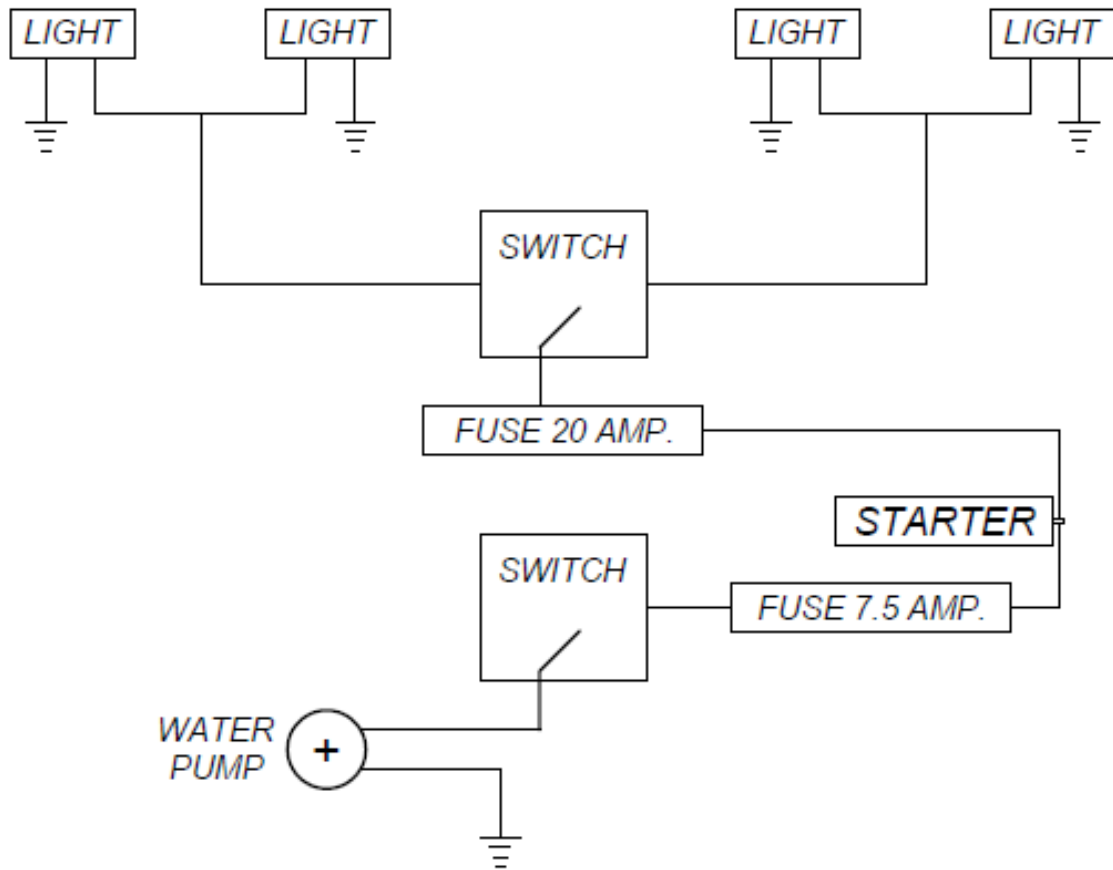 LIGHT
LIGHT
LIGHT
LIGHT
SWITCH
FUSE 20 AMP.
STARTER
SWITCH
FUSE 7.5 AMP.
WATER
PUMP
+